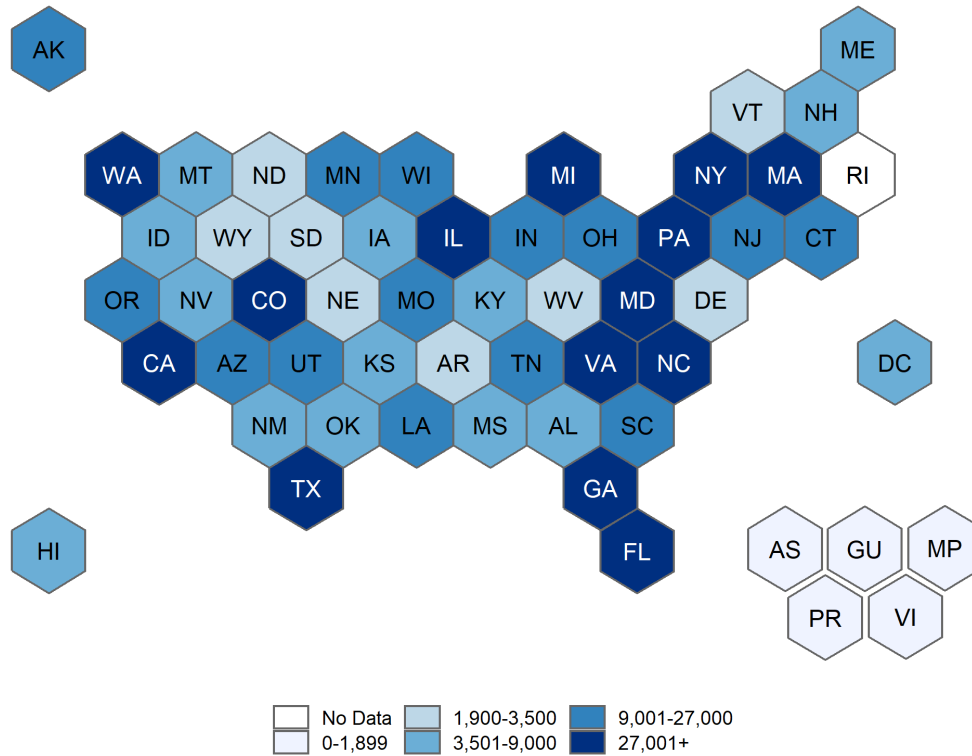 AK ME
VT NH
WA MT ND MN WI MI NY MA RI
ID WY SD IA IL IN OH PA NJ CT
OR NV CO NE MO KY WV MD DE
CA AZ UT KS AR TN VA NC DC
NM OK LA MS AL SC
TX GA
HI FL AS GU MP
PR VI
No Data 1,900-3,500 9,001-27,000
0-1,899 3,501-9,000 27,001+